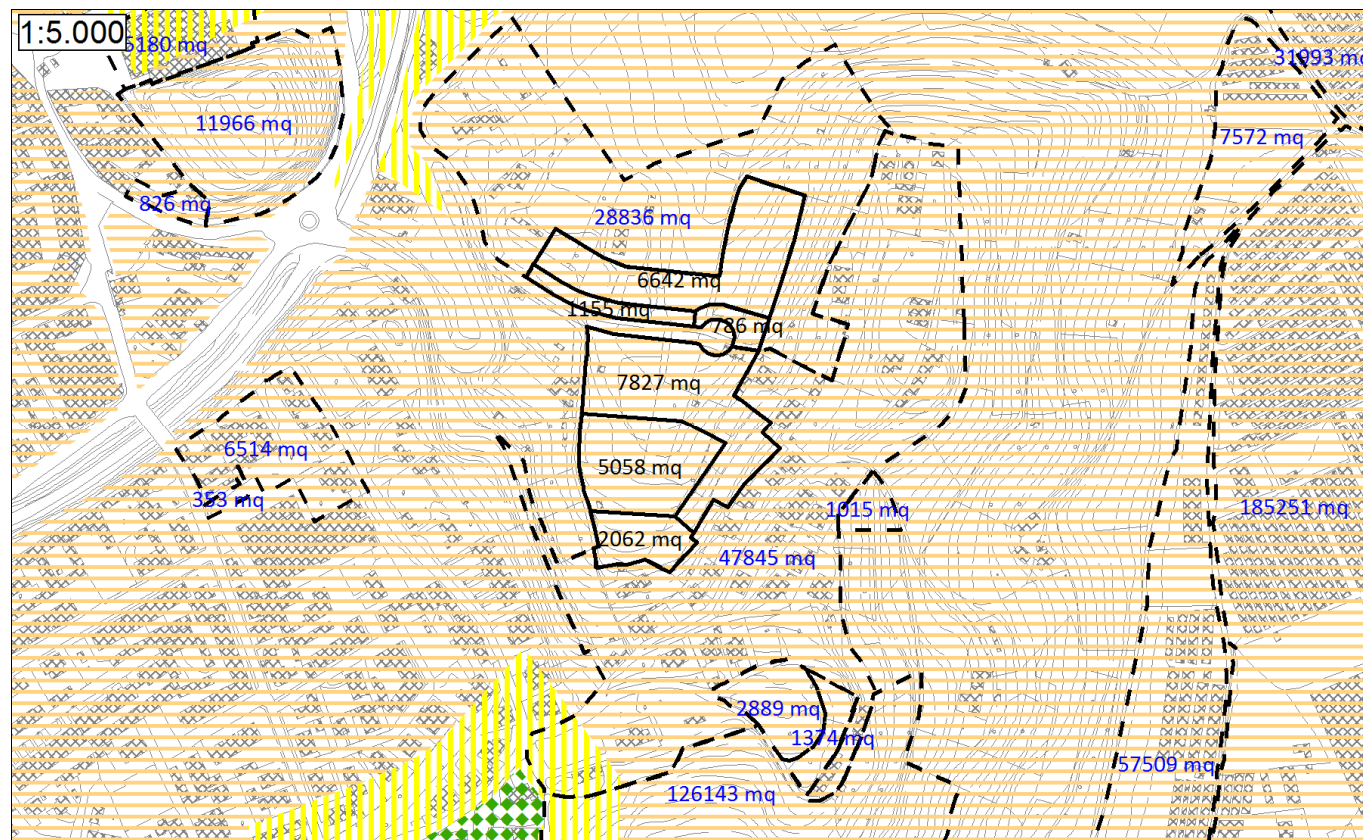 1:5.000
5180 mq
31993 mq
11966 mq
7572 mq
826 mq
28836 mq
6642 mq
1155 mq
786 mq
7827 mq
6514 mq
5058 mq
353 mq
1015 mq
185251 mq
2062 mq
47845 mq
2889 mq
1374 mq
57509 mq
126143 mq